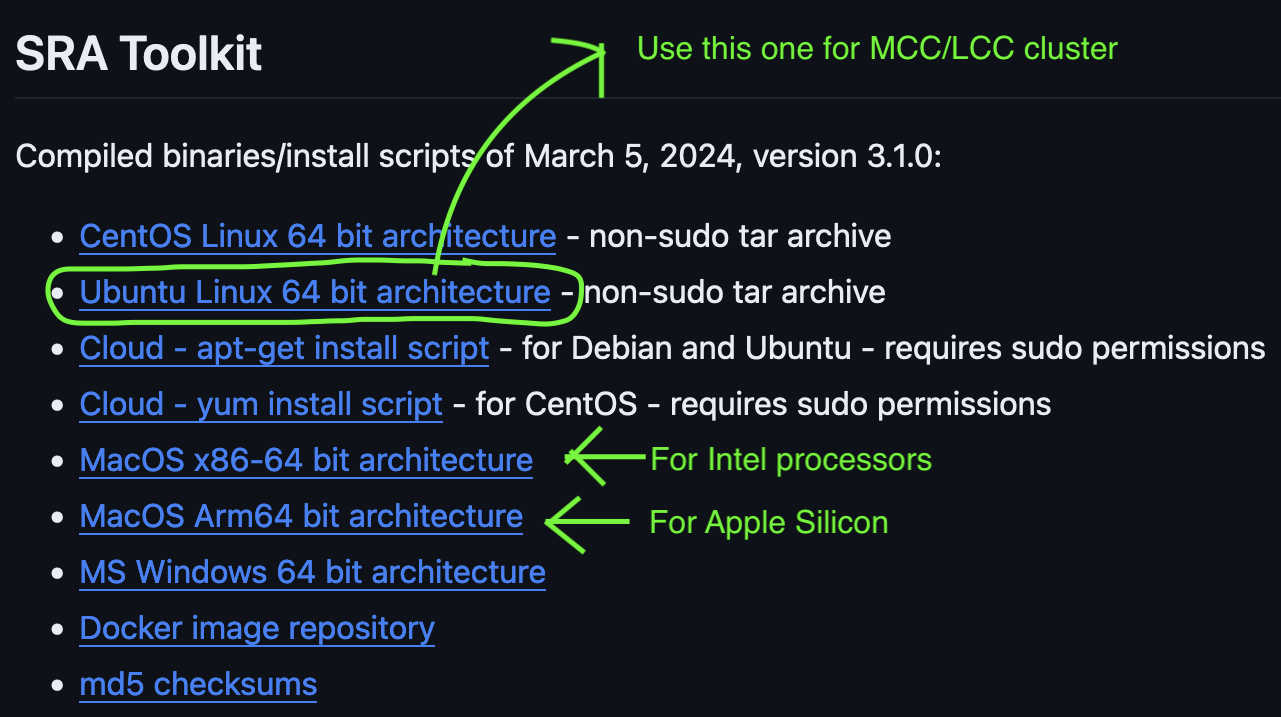 SRA Toolkit
Use this one for MCC/LCC cluster
Compiled binaries/install scripts of March 5, 2024, version 3.1.0:
• CentOS Linux 64 bit architecture - non-sudo tar archive
• Ubuntu Linux 64 bit architecture - non-sudo tar archive
• Cloud - apt-get install script - for Debian and Ubuntu - requires sudo permissions
• Cloud - yum install script - for CentOS - requires sudo permissions
• MacOS x86-64 bit architecture
For Intel processors
• MacOS Arm64 bit architecture
For Apple Silicon
• MS Windows 64 bit architecture
• Docker image repository
• md5 checksums